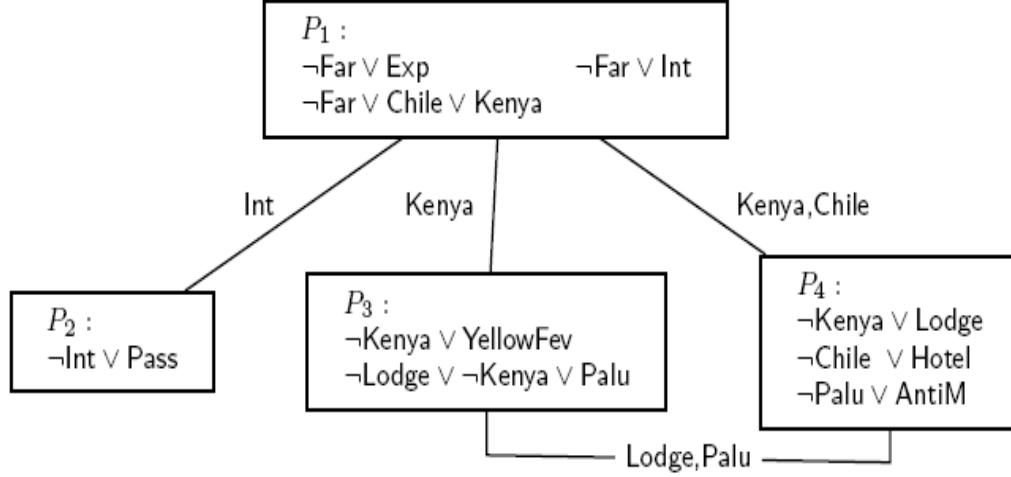 P₁ :
¬Far ∨ Exp ¬Far ∨ Int
¬Far ∨ Chile ∨ Kenya
Int
Kenya
Kenya,Chile
P₂ :
¬Int ∨ Pass
P₃ :
¬Kenya ∨ YellowFev
¬Lodge ∨ ¬Kenya ∨ Palu
P₄ :
¬Kenya ∨ Lodge
¬Chile ∨ Hotel
¬Palu ∨ AntiM
Lodge,Palu